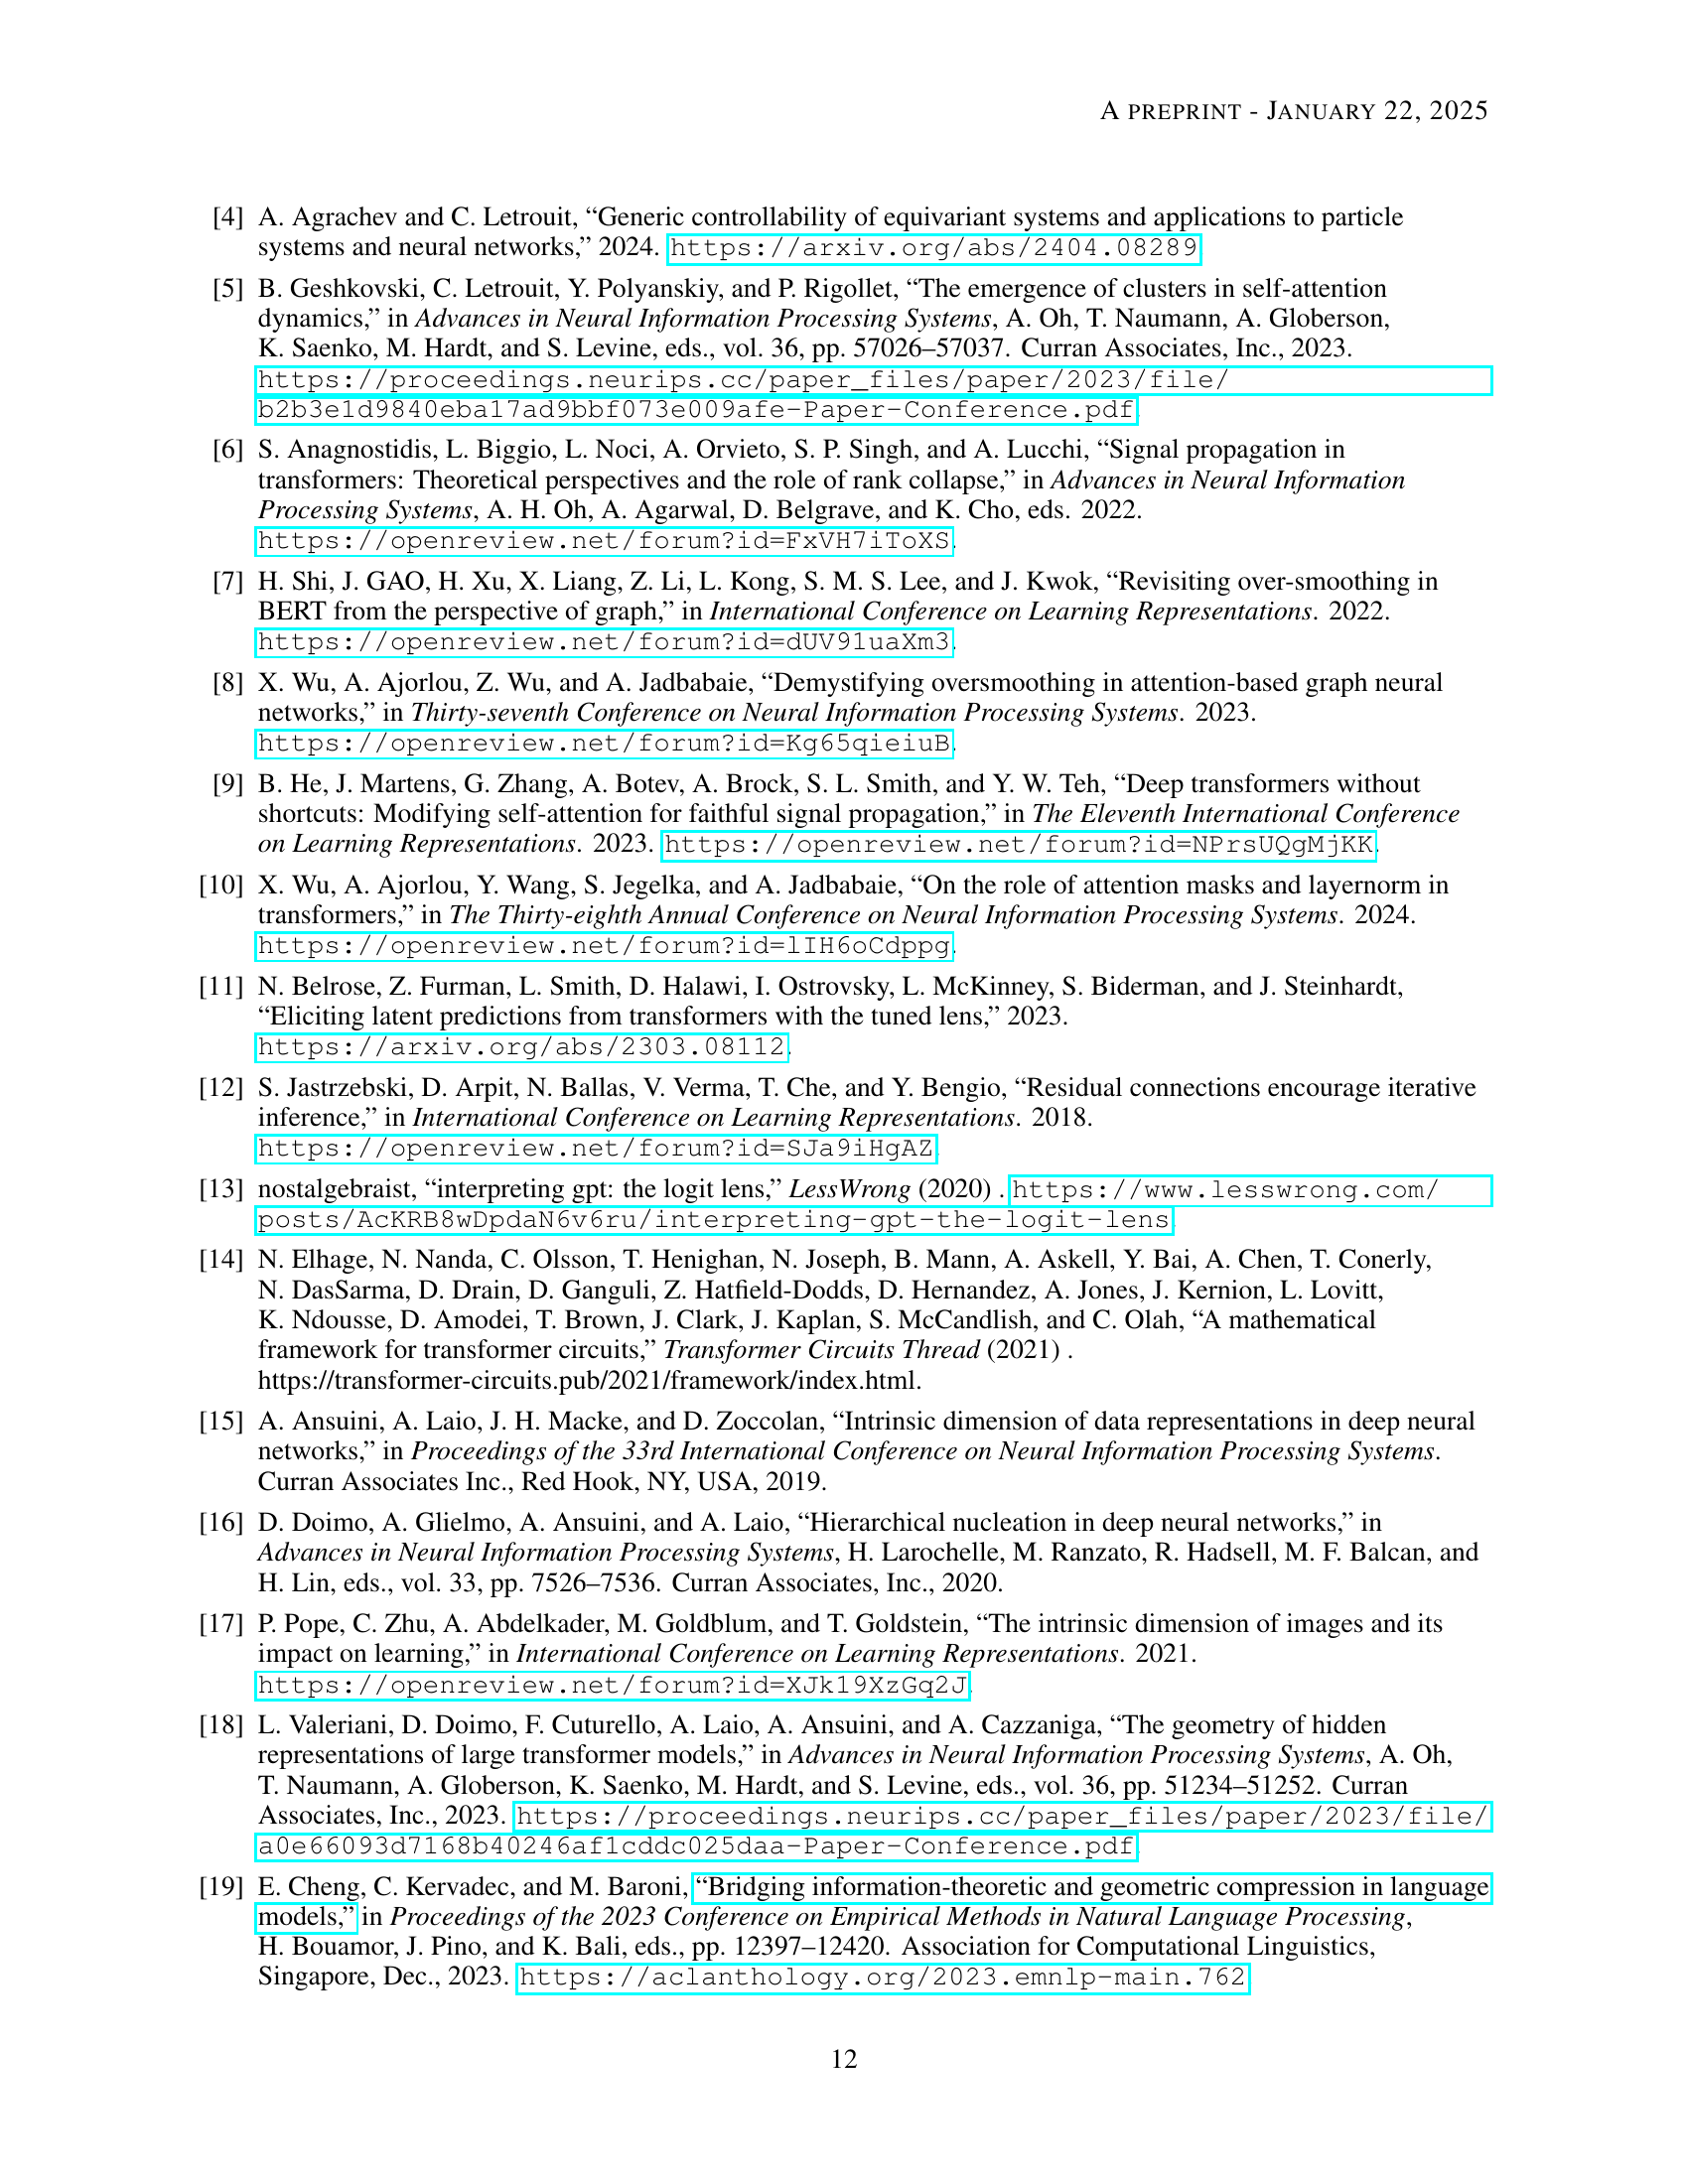 A PREPRINT - JANUARY 22, 2025
[4] A. Agrachev and C. Letrouit, “Generic controllability of equivariant systems and applications to particle
systems and neural networks,” 2024. https://arxiv.org/abs/2404.08289
[5] B. Geshkovski, C. Letrouit, Y. Polyanskiy, and P. Rigollet, “The emergence of clusters in self-attention
dynamics,” in Advances in Neural Information Processing Systems, A. Oh, T. Naumann, A. Globerson,
K. Saenko, M. Hardt, and S. Levine, eds., vol. 36, pp. 57026–57037. Curran Associates, Inc., 2023.
https://proceedings.neurips.cc/paper_files/paper/2023/file/
b2b3e1d9840eba17ad9bbf073e009afe-Paper-Conference.pdf.
[6] S. Anagnostidis, L. Biggio, L. Noci, A. Orvieto, S. P. Singh, and A. Lucchi, “Signal propagation in
transformers: Theoretical perspectives and the role of rank collapse,” in Advances in Neural Information
Processing Systems, A. H. Oh, A. Agarwal, D. Belgrave, and K. Cho, eds. 2022.
https://openreview.net/forum?id=FxVH7iToXS.
[7] H. Shi, J. GAO, H. Xu, X. Liang, Z. Li, L. Kong, S. M. S. Lee, and J. Kwok, “Revisiting over-smoothing in
BERT from the perspective of graph,” in International Conference on Learning Representations. 2022.
https://openreview.net/forum?id=dUV91uaXm3.
[8] X. Wu, A. Ajorlou, Z. Wu, and A. Jadbabaie, “Demystifying oversmoothing in attention-based graph neural
networks,” in Thirty-seventh Conference on Neural Information Processing Systems. 2023.
https://openreview.net/forum?id=Kg65qieiuB.
[9] B. He, J. Martens, G. Zhang, A. Botev, A. Brock, S. L. Smith, and Y. W. Teh, “Deep transformers without
shortcuts: Modifying self-attention for faithful signal propagation,” in The Eleventh International Conference
on Learning Representations. 2023. https://openreview.net/forum?id=NPrsUQgMjKK.
[10] X. Wu, A. Ajorlou, Y. Wang, S. Jegelka, and A. Jadbabaie, “On the role of attention masks and layernorm in
transformers,” in The Thirty-eighth Annual Conference on Neural Information Processing Systems. 2024.
https://openreview.net/forum?id=lIH6oCdppg.
[11] N. Belrose, Z. Furman, L. Smith, D. Halawi, I. Ostrovsky, L. McKinney, S. Biderman, and J. Steinhardt,
“Eliciting latent predictions from transformers with the tuned lens,” 2023.
https://arxiv.org/abs/2303.08112.
[12] S. Jastrzebski, D. Arpit, N. Ballas, V. Verma, T. Che, and Y. Bengio, “Residual connections encourage iterative
inference,” in International Conference on Learning Representations. 2018.
https://openreview.net/forum?id=SJa9iHgAZ.
[13] nostalgebraist, “interpreting gpt: the logit lens,” LessWrong (2020) . https://www.lesswrong.com/
posts/AcKRB8wDpdaN6v6ru/interpreting-gpt-the-logit-lens.
[14] N. Elhage, N. Nanda, C. Olsson, T. Henighan, N. Joseph, B. Mann, A. Askell, Y. Bai, A. Chen, T. Conerly,
N. DasSarma, D. Drain, D. Ganguli, Z. Hatfield-Dodds, D. Hernandez, A. Jones, J. Kernion, L. Lovitt,
K. Ndousse, D. Amodei, T. Brown, J. Clark, J. Kaplan, S. McCandlish, and C. Olah, “A mathematical
framework for transformer circuits,” Transformer Circuits Thread (2021) .
https://transformer-circuits.pub/2021/framework/index.html.
[15] A. Ansuini, A. Laio, J. H. Macke, and D. Zoccolan, “Intrinsic dimension of data representations in deep neural
networks,” in Proceedings of the 33rd International Conference on Neural Information Processing Systems.
Curran Associates Inc., Red Hook, NY, USA, 2019.
[16] D. Doimo, A. Glielmo, A. Ansuini, and A. Laio, “Hierarchical nucleation in deep neural networks,” in
Advances in Neural Information Processing Systems, H. Larochelle, M. Ranzato, R. Hadsell, M. F. Balcan, and
H. Lin, eds., vol. 33, pp. 7526–7536. Curran Associates, Inc., 2020.
[17] P. Pope, C. Zhu, A. Abdelkader, M. Goldblum, and T. Goldstein, “The intrinsic dimension of images and its
impact on learning,” in International Conference on Learning Representations. 2021.
https://openreview.net/forum?id=XJk19XzGq2J.
[18] L. Valeriani, D. Doimo, F. Cuturello, A. Laio, A. Ansuini, and A. Cazzaniga, “The geometry of hidden
representations of large transformer models,” in Advances in Neural Information Processing Systems, A. Oh,
T. Naumann, A. Globerson, K. Saenko, M. Hardt, and S. Levine, eds., vol. 36, pp. 51234–51252. Curran
Associates, Inc., 2023. https://proceedings.neurips.cc/paper_files/paper/2023/file/
a0e66093d7168b40246af1cddc025daa-Paper-Conference.pdf.
[19] E. Cheng, C. Kervadec, and M. Baroni, “Bridging information-theoretic and geometric compression in language
models,” in Proceedings of the 2023 Conference on Empirical Methods in Natural Language Processing,
H. Bouamor, J. Pino, and K. Bali, eds., pp. 12397–12420. Association for Computational Linguistics,
Singapore, Dec., 2023. https://aclanthology.org/2023.emnlp-main.762
12